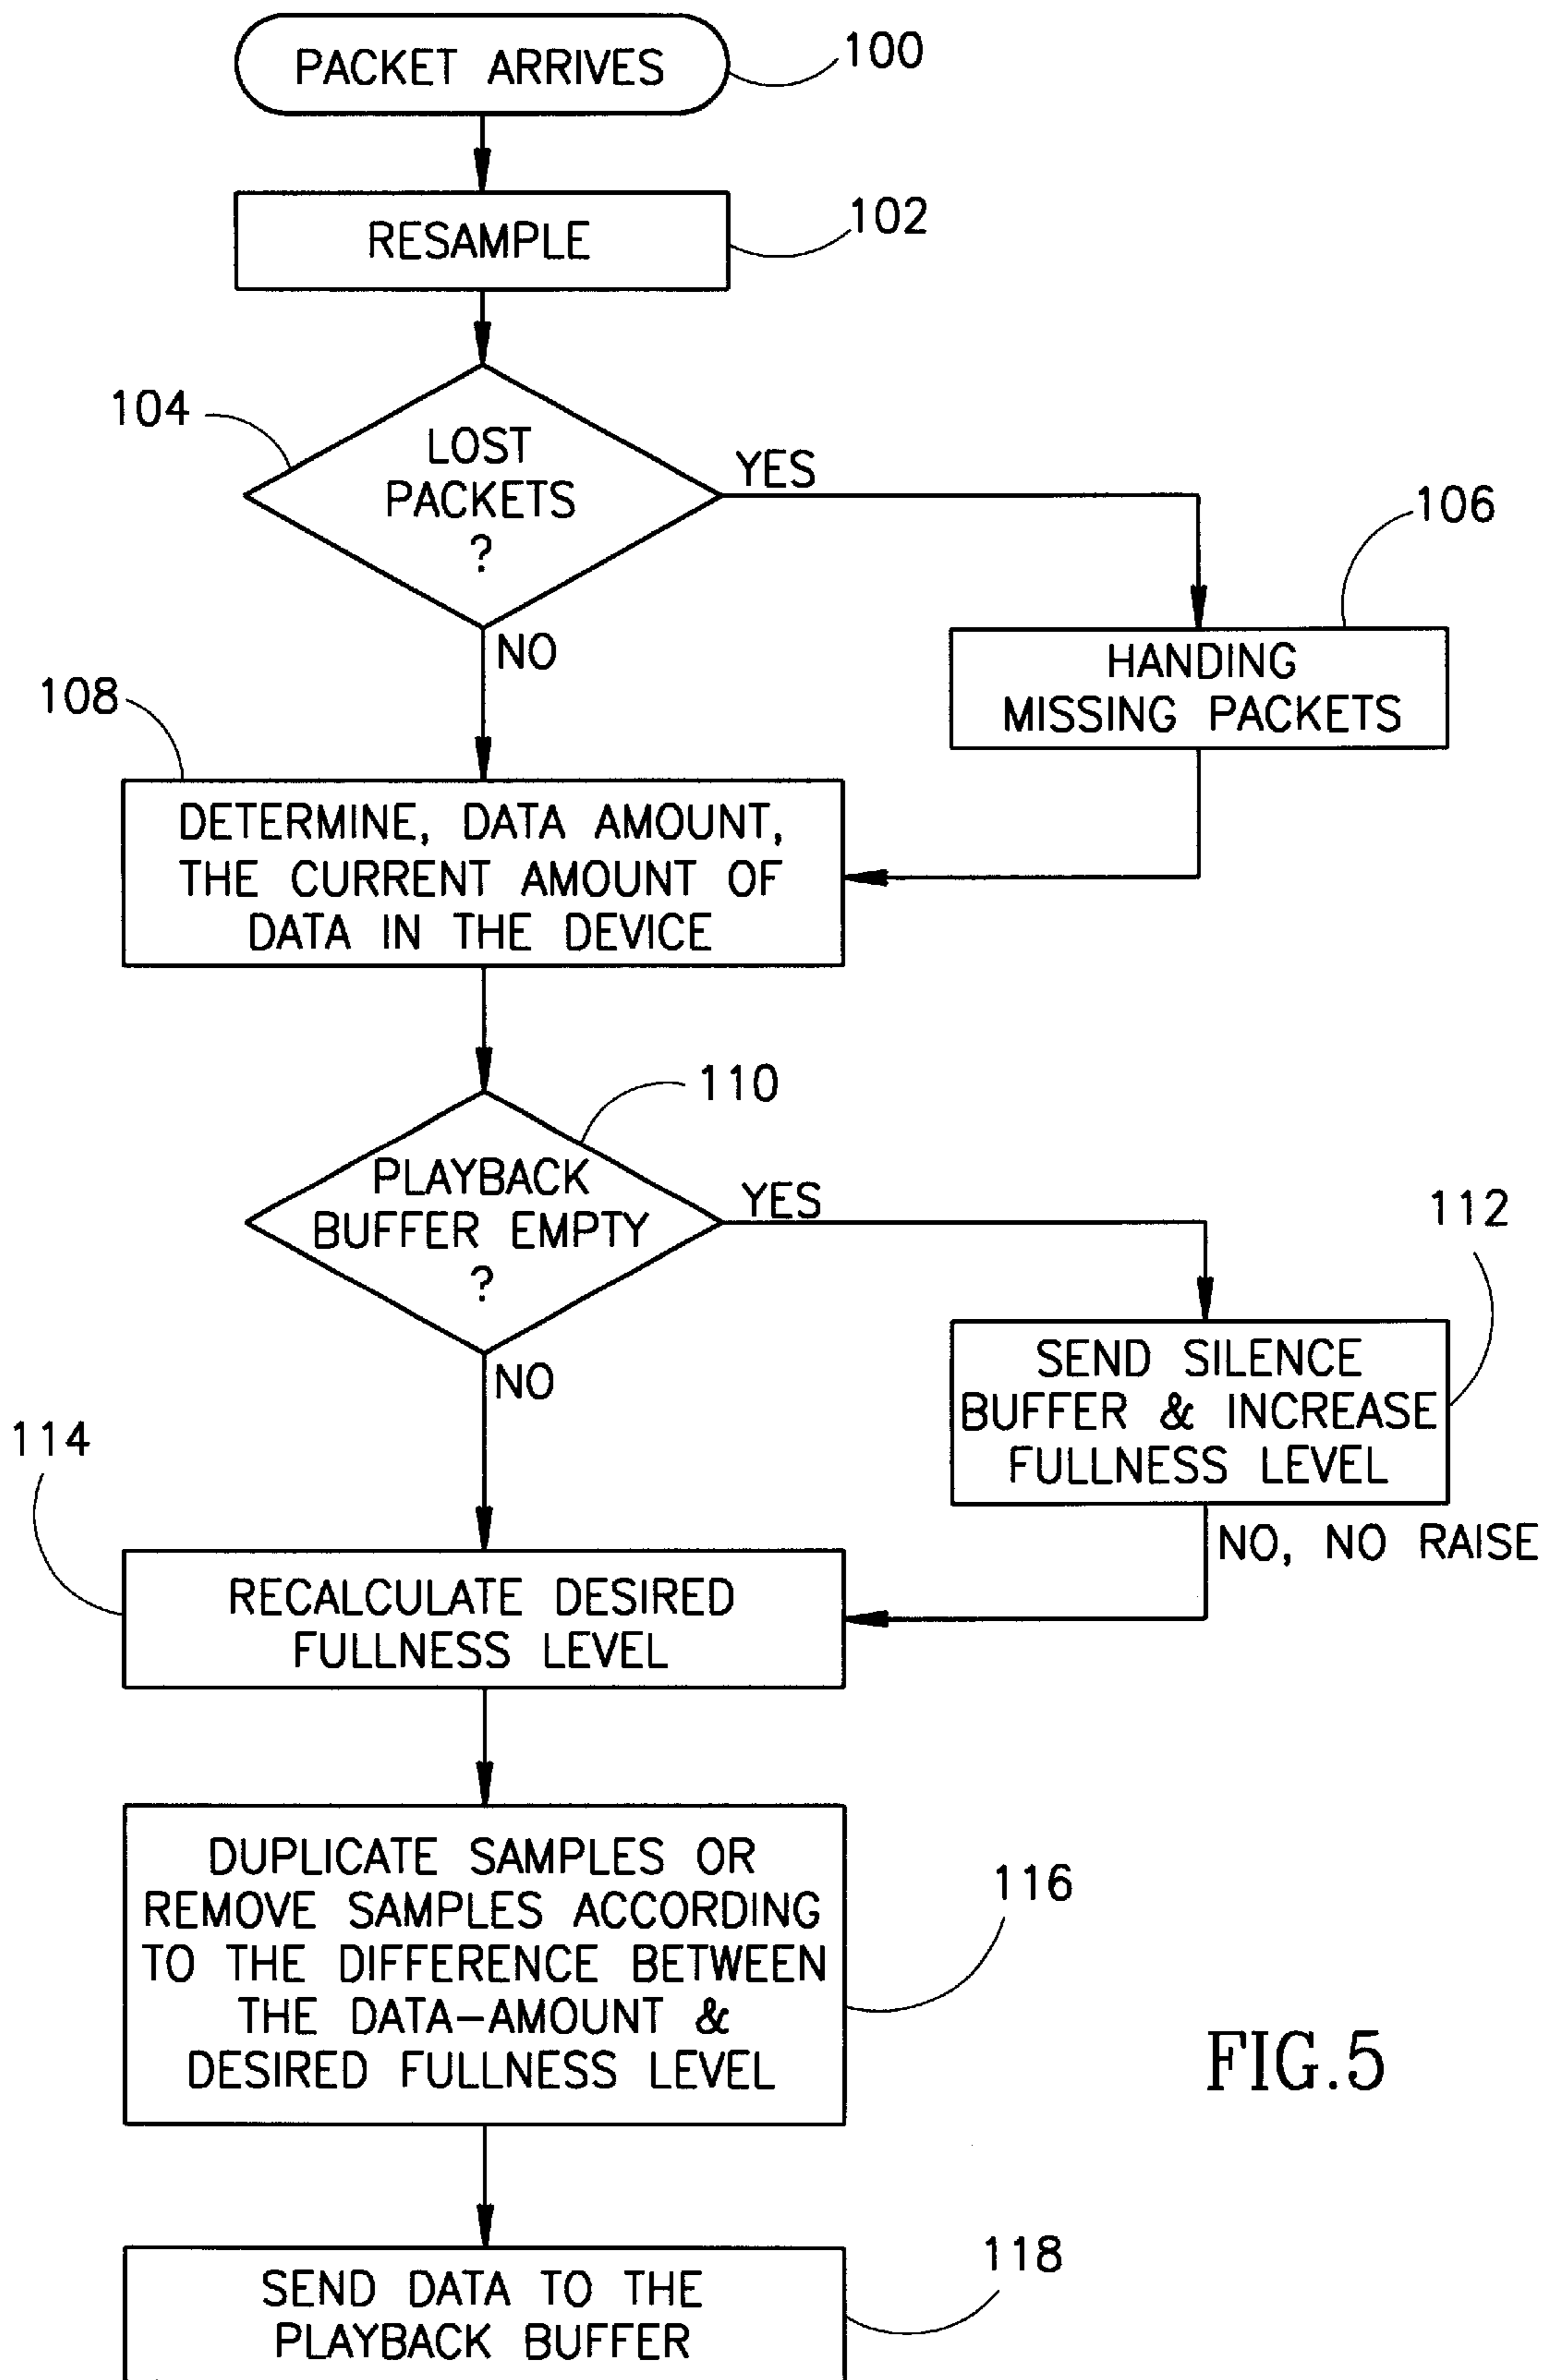 PACKET ARRIVES
100
RESAMPLE
102
104
LOST
PACKETS
?
YES
NO
106
HANDING
MISSING PACKETS
108
DETERMINE, DATA AMOUNT,
THE CURRENT AMOUNT OF
DATA IN THE DEVICE
110
PLAYBACK
BUFFER EMPTY
?
YES
NO
112
SEND SILENCE
BUFFER & INCREASE
FULLNESS LEVEL
NO, NO RAISE
114
RECALCULATE DESIRED
FULLNESS LEVEL
DUPLICATE SAMPLES OR
REMOVE SAMPLES ACCORDING
TO THE DIFFERENCE BETWEEN
THE DATA-AMOUNT &
DESIRED FULLNESS LEVEL
116
FIG.5
SEND DATA TO THE
PLAYBACK BUFFER
118